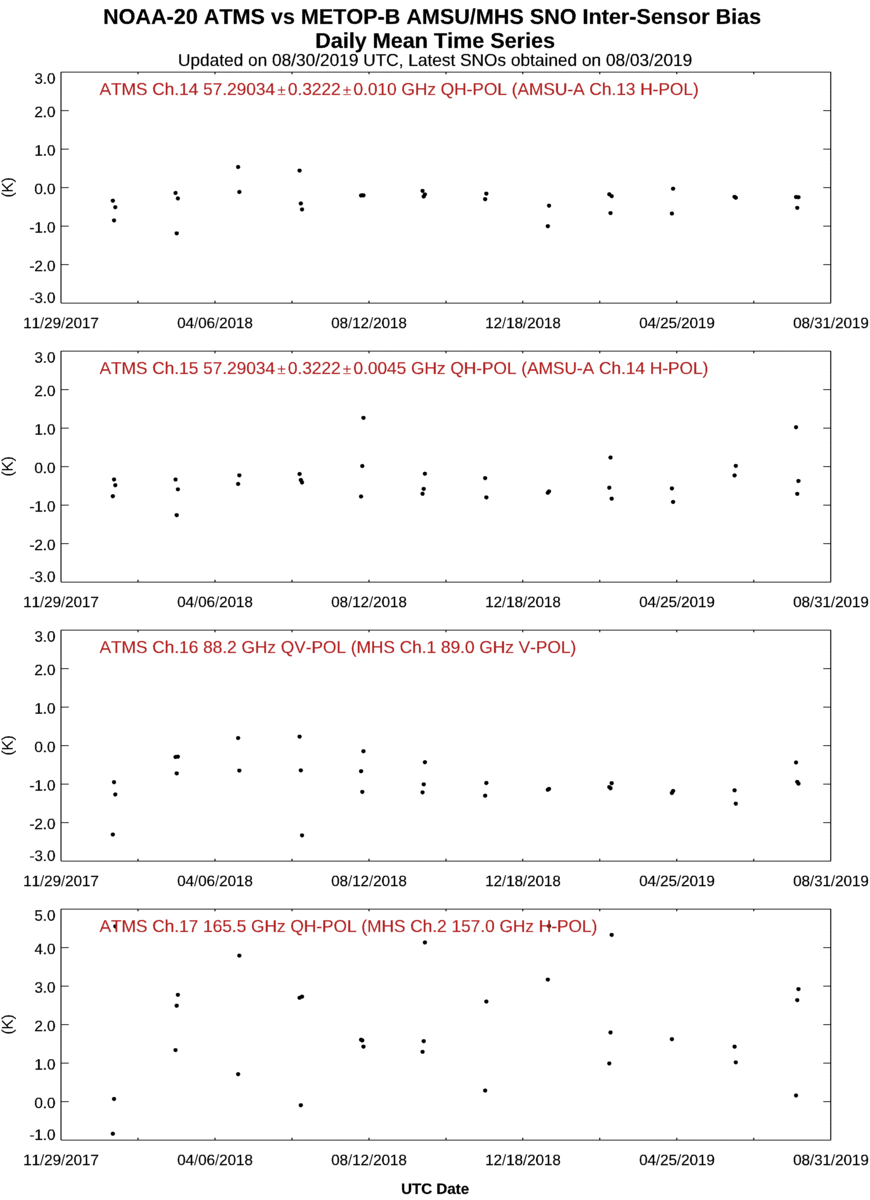 NOAA-20 ATMS vs METOP-B AMSU/MHS SNO Inter-Sensor Bias
Daily Mean Time Series
Updated on 08/30/2019 UTC, Latest SNOs obtained on 08/03/2019
ATMS Ch.14 57.29034±0.3222±0.010 GHz QH-POL (AMSU-A Ch.13 H-POL)
3.0
2.0
1.0
0.0
-1.0
-2.0
-3.0
(K)
11/29/2017 04/06/2018 08/12/2018 12/18/2018 04/25/2019 08/31/2019
ATMS Ch.15 57.29034±0.3222±0.0045 GHz QH-POL (AMSU-A Ch.14 H-POL)
3.0
2.0
1.0
0.0
-1.0
-2.0
-3.0
(K)
11/29/2017 04/06/2018 08/12/2018 12/18/2018 04/25/2019 08/31/2019
ATMS Ch.16 88.2 GHz QV-POL (MHS Ch.1 89.0 GHz V-POL)
3.0
2.0
1.0
0.0
-1.0
-2.0
-3.0
(K)
11/29/2017 04/06/2018 08/12/2018 12/18/2018 04/25/2019 08/31/2019
ATMS Ch.17 165.5 GHz QH-POL (MHS Ch.2 157.0 GHz H-POL)
5.0
4.0
3.0
2.0
1.0
0.0
-1.0
(K)
11/29/2017 04/06/2018 08/12/2018 12/18/2018 04/25/2019 08/31/2019
UTC Date